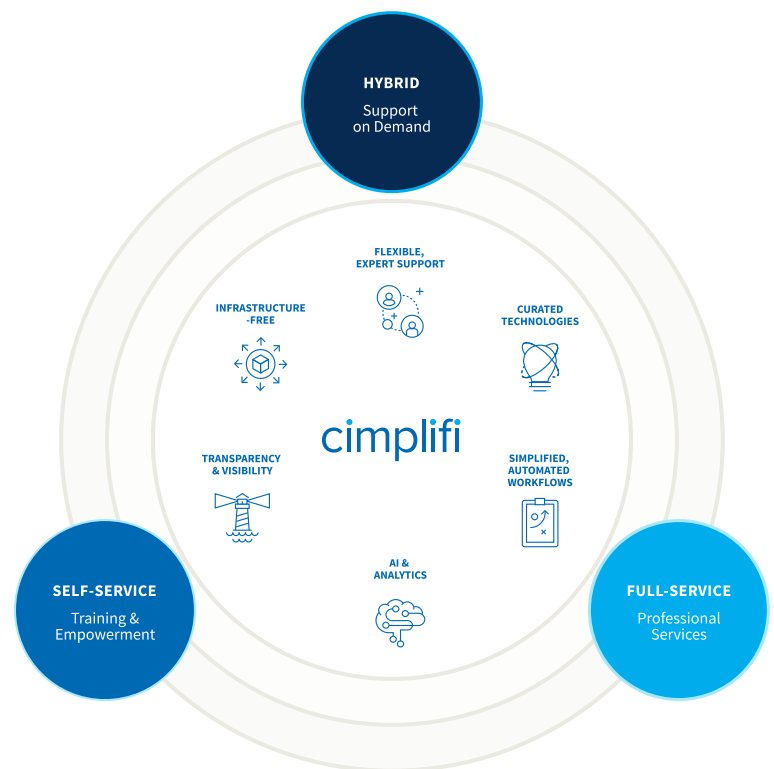 HYBRID
Support
on Demand
FLEXIBLE,
EXPERT SUPPORT
INFRASTRUCTURE
-FREE
CURATED
TECHNOLOGIES
cimplifi
TRANSPARENCY
& VISIBILITY
SIMPLIFIED,
AUTOMATED
WORKFLOWS
AI &
ANALYTICS
SELF-SERVICE
Training &
Empowerment
FULL-SERVICE
Professional
Services